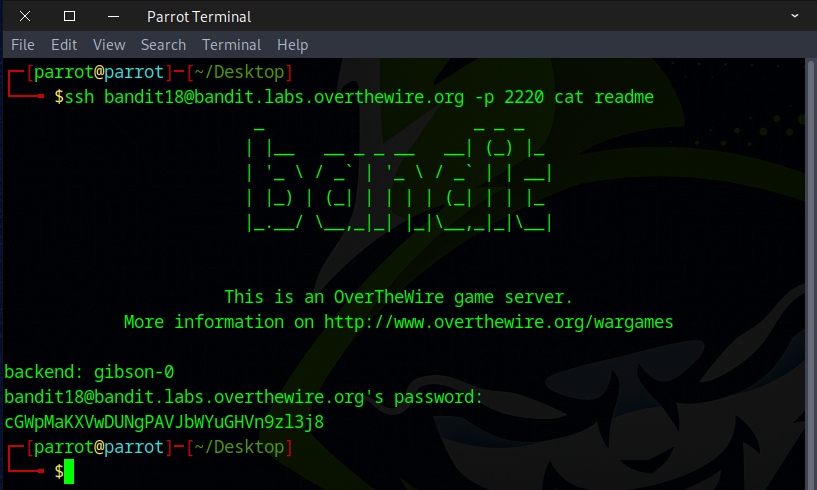 Parrot Terminal
File Edit View Search Terminal Help
┌─[parrot@parrot]─[~/Desktop]
└──╼ $ssh bandit18@bandit.labs.overthewire.org -p 2220 cat readme
bandit
This is an OverTheWire game server.
More information on http://www.overthewire.org/wargames
backend: gibson-0
bandit18@bandit.labs.overthewire.org's password:
cGWpMaKXVwDUNgPAVJbWYuGHVn9zl3j8
┌─[parrot@parrot]─[~/Desktop]
└──╼ $